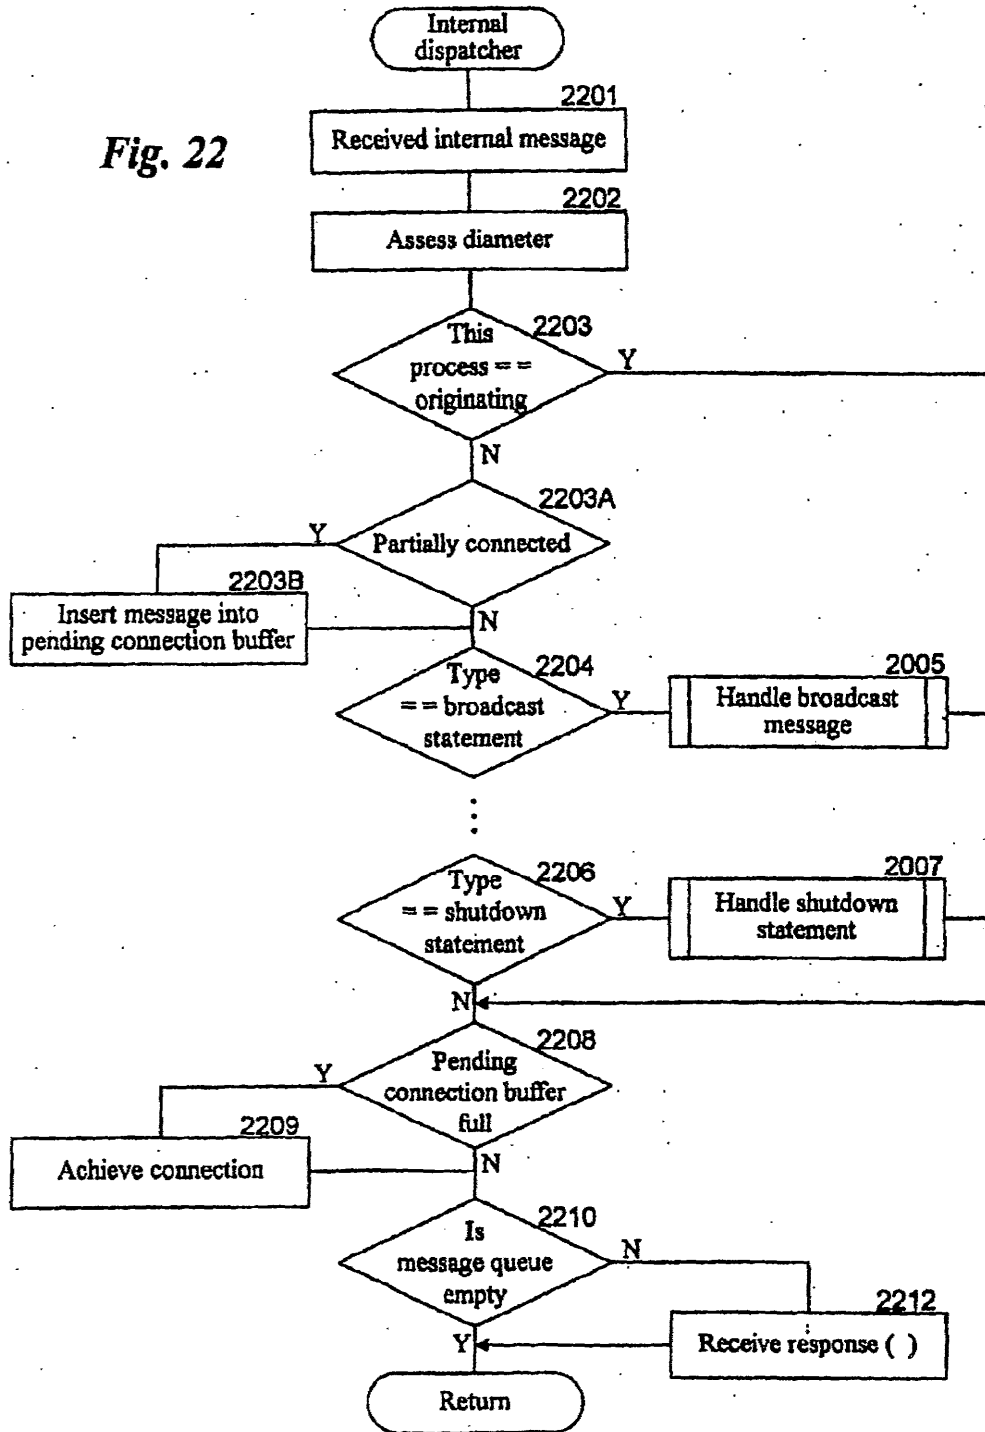 Internal
dispatcher
Fig. 22
2201
Received internal message
2202
Assess diameter
2203
This
process = =
originating
Y
N
2203A
Partially connected
Y
N
2203B
Insert message into
pending connection buffer
2204
Type
= = broadcast
statement
Y
2005
Handle broadcast
message
2206
Type
= = shutdown
statement
Y
N
2007
Handle shutdown
statement
2208
Pending
connection buffer
full
Y
N
2209
Achieve connection
2210
Is
message queue
empty
N
Y
2212
Receive response ( )
Return